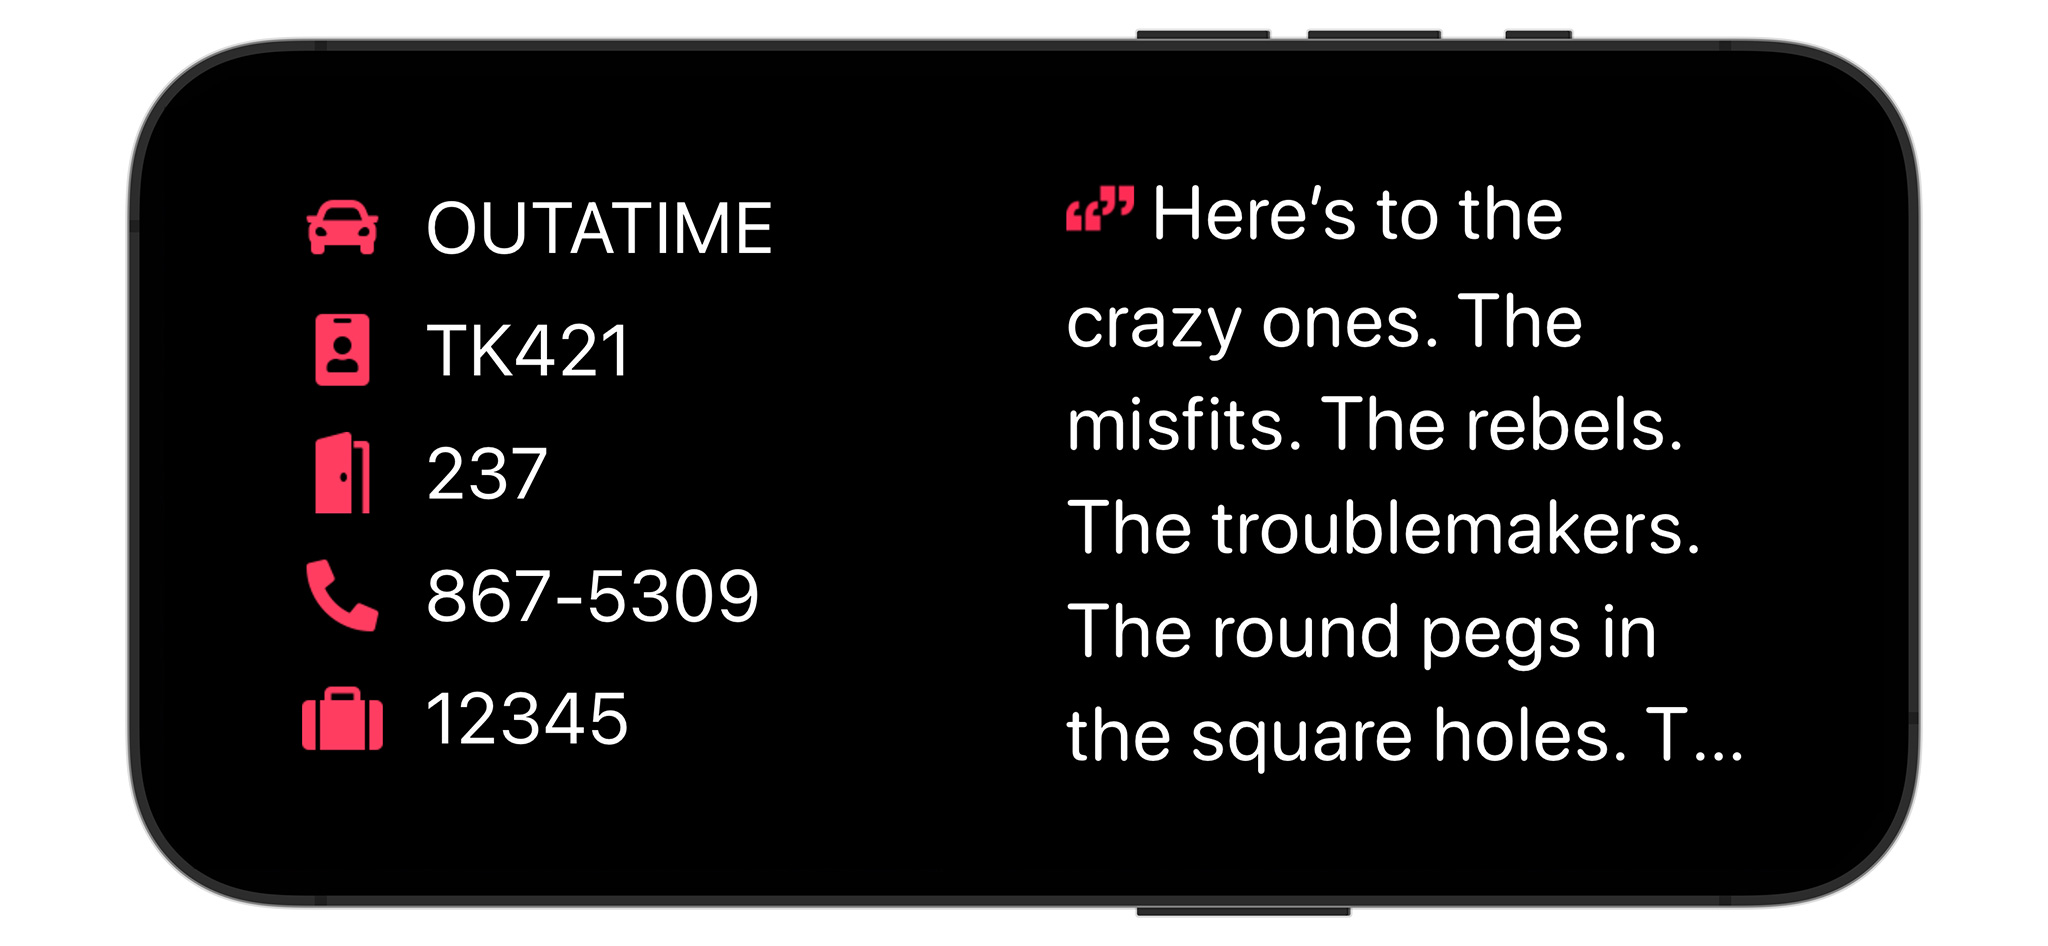 OUTATIME
TK421
237
867-5309
12345
“”Here’s to the
crazy ones. The
misfits. The rebels.
The troublemakers.
The round pegs in
the square holes. T…